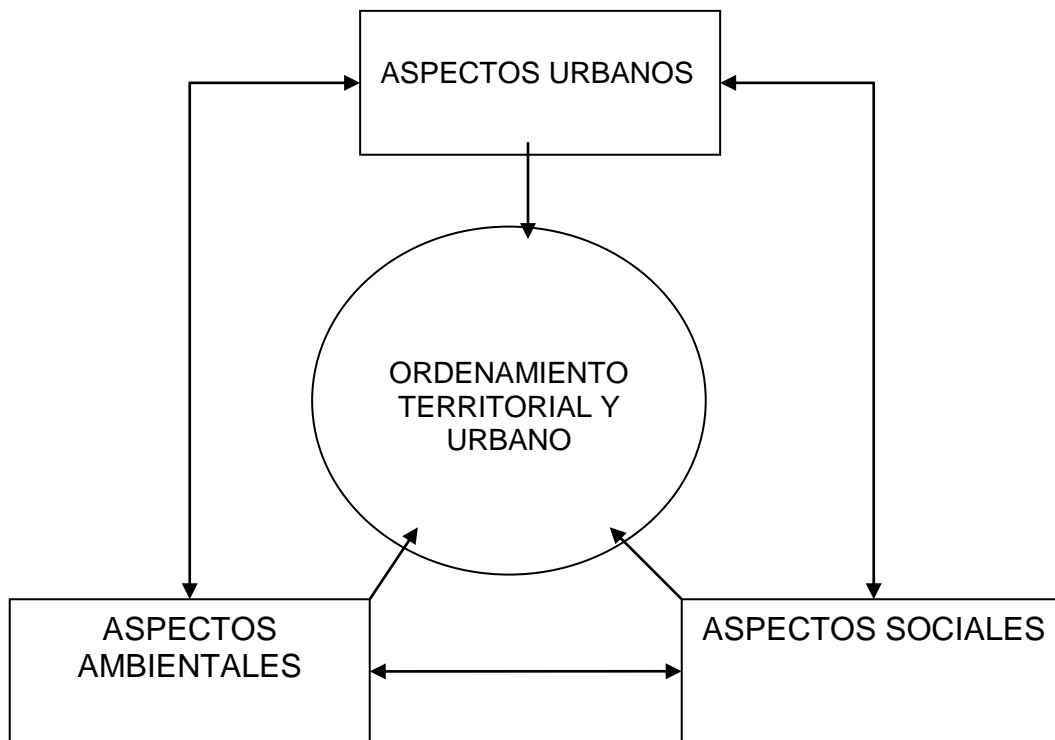 ASPECTOS URBANOS
ORDENAMIENTO
TERRITORIAL Y
URBANO
ASPECTOS
AMBIENTALES
ASPECTOS SOCIALES